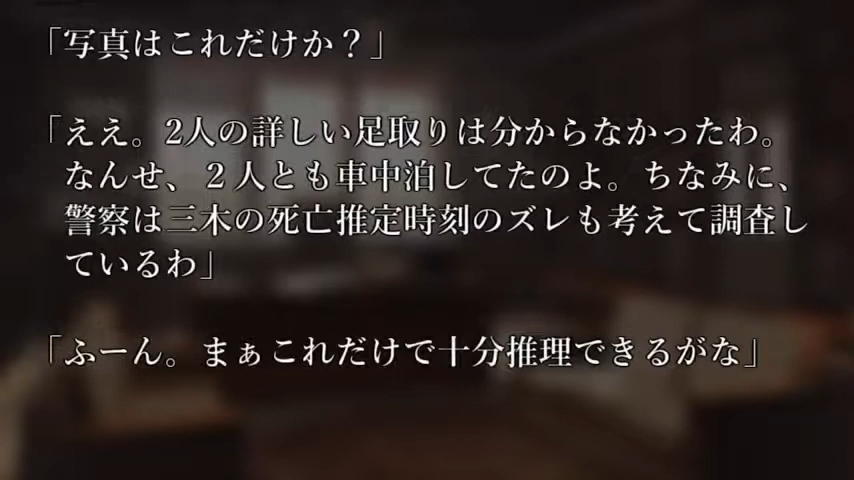 「写真はこれだけか？」
「ええ。2人の詳しい足取りは分からなかったわ。
なんせ、２人とも車中泊してたのよ。ちなみに、
警察は三木の死亡推定時刻のズレも考えて調査し
ているわ」
「ふーん。まぁこれだけで十分推理できるがな」